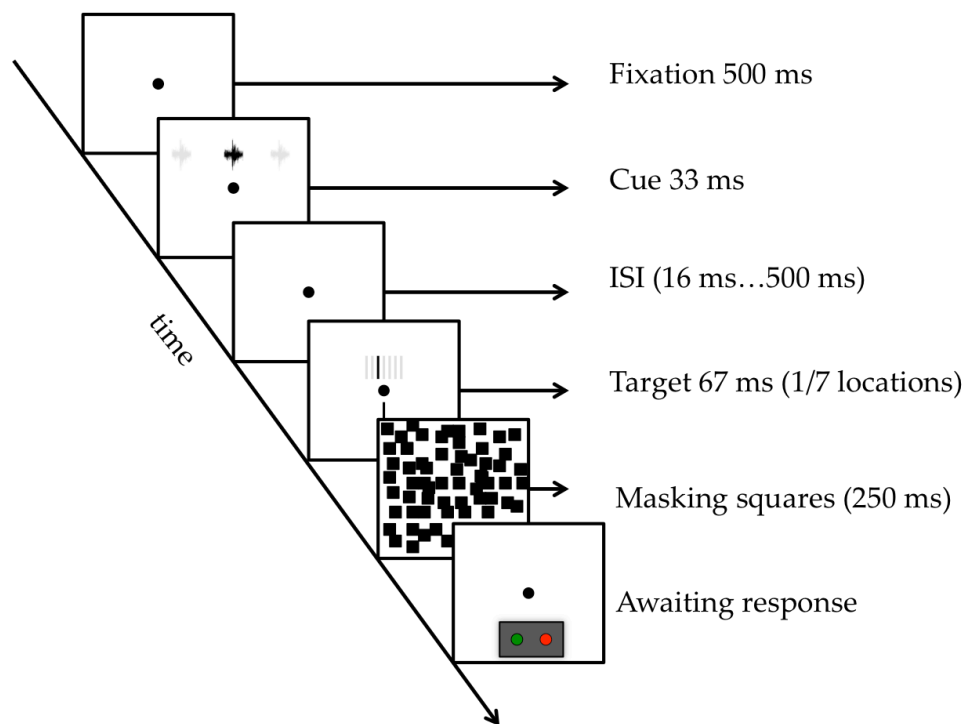 Fixation 500 ms
Cue 33 ms
ISI (16 ms…500 ms)
time
Target 67 ms (1/7 locations)
Masking squares (250 ms)
Awaiting response